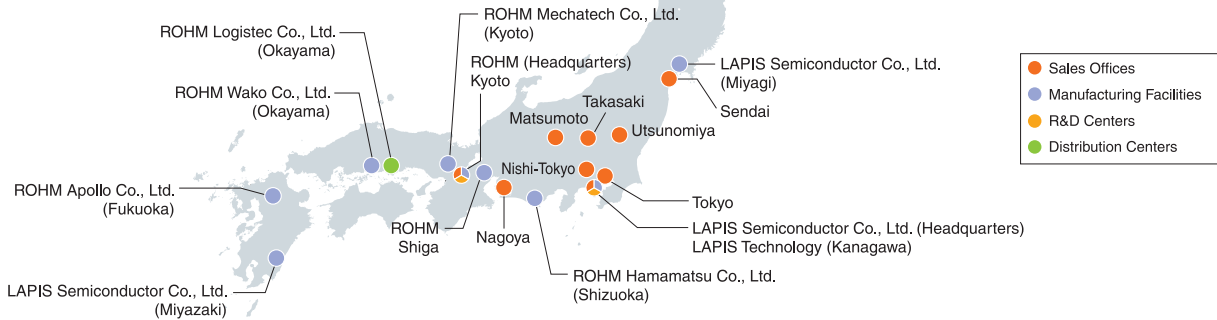 ROHM Mechatech Co., Ltd.
(Kyoto)
ROHM Logistec Co., Ltd.
(Okayama)
ROHM (Headquarters)
Kyoto
ROHM Wako Co., Ltd.
(Okayama)
LAPIS Semiconductor Co., Ltd.
(Miyagi)
Sendai
Takasaki
Matsumoto
Utsunomiya
Nishi-Tokyo
ROHM Apollo Co., Ltd.
(Fukuoka)
Tokyo
ROHM
Shiga
Nagoya
LAPIS Semiconductor Co., Ltd. (Headquarters)
LAPIS Technology (Kanagawa)
ROHM Hamamatsu Co., Ltd.
(Shizuoka)
LAPIS Semiconductor Co., Ltd.
(Miyazaki)
Sales Offices
Manufacturing Facilities
R&D Centers
Distribution Centers